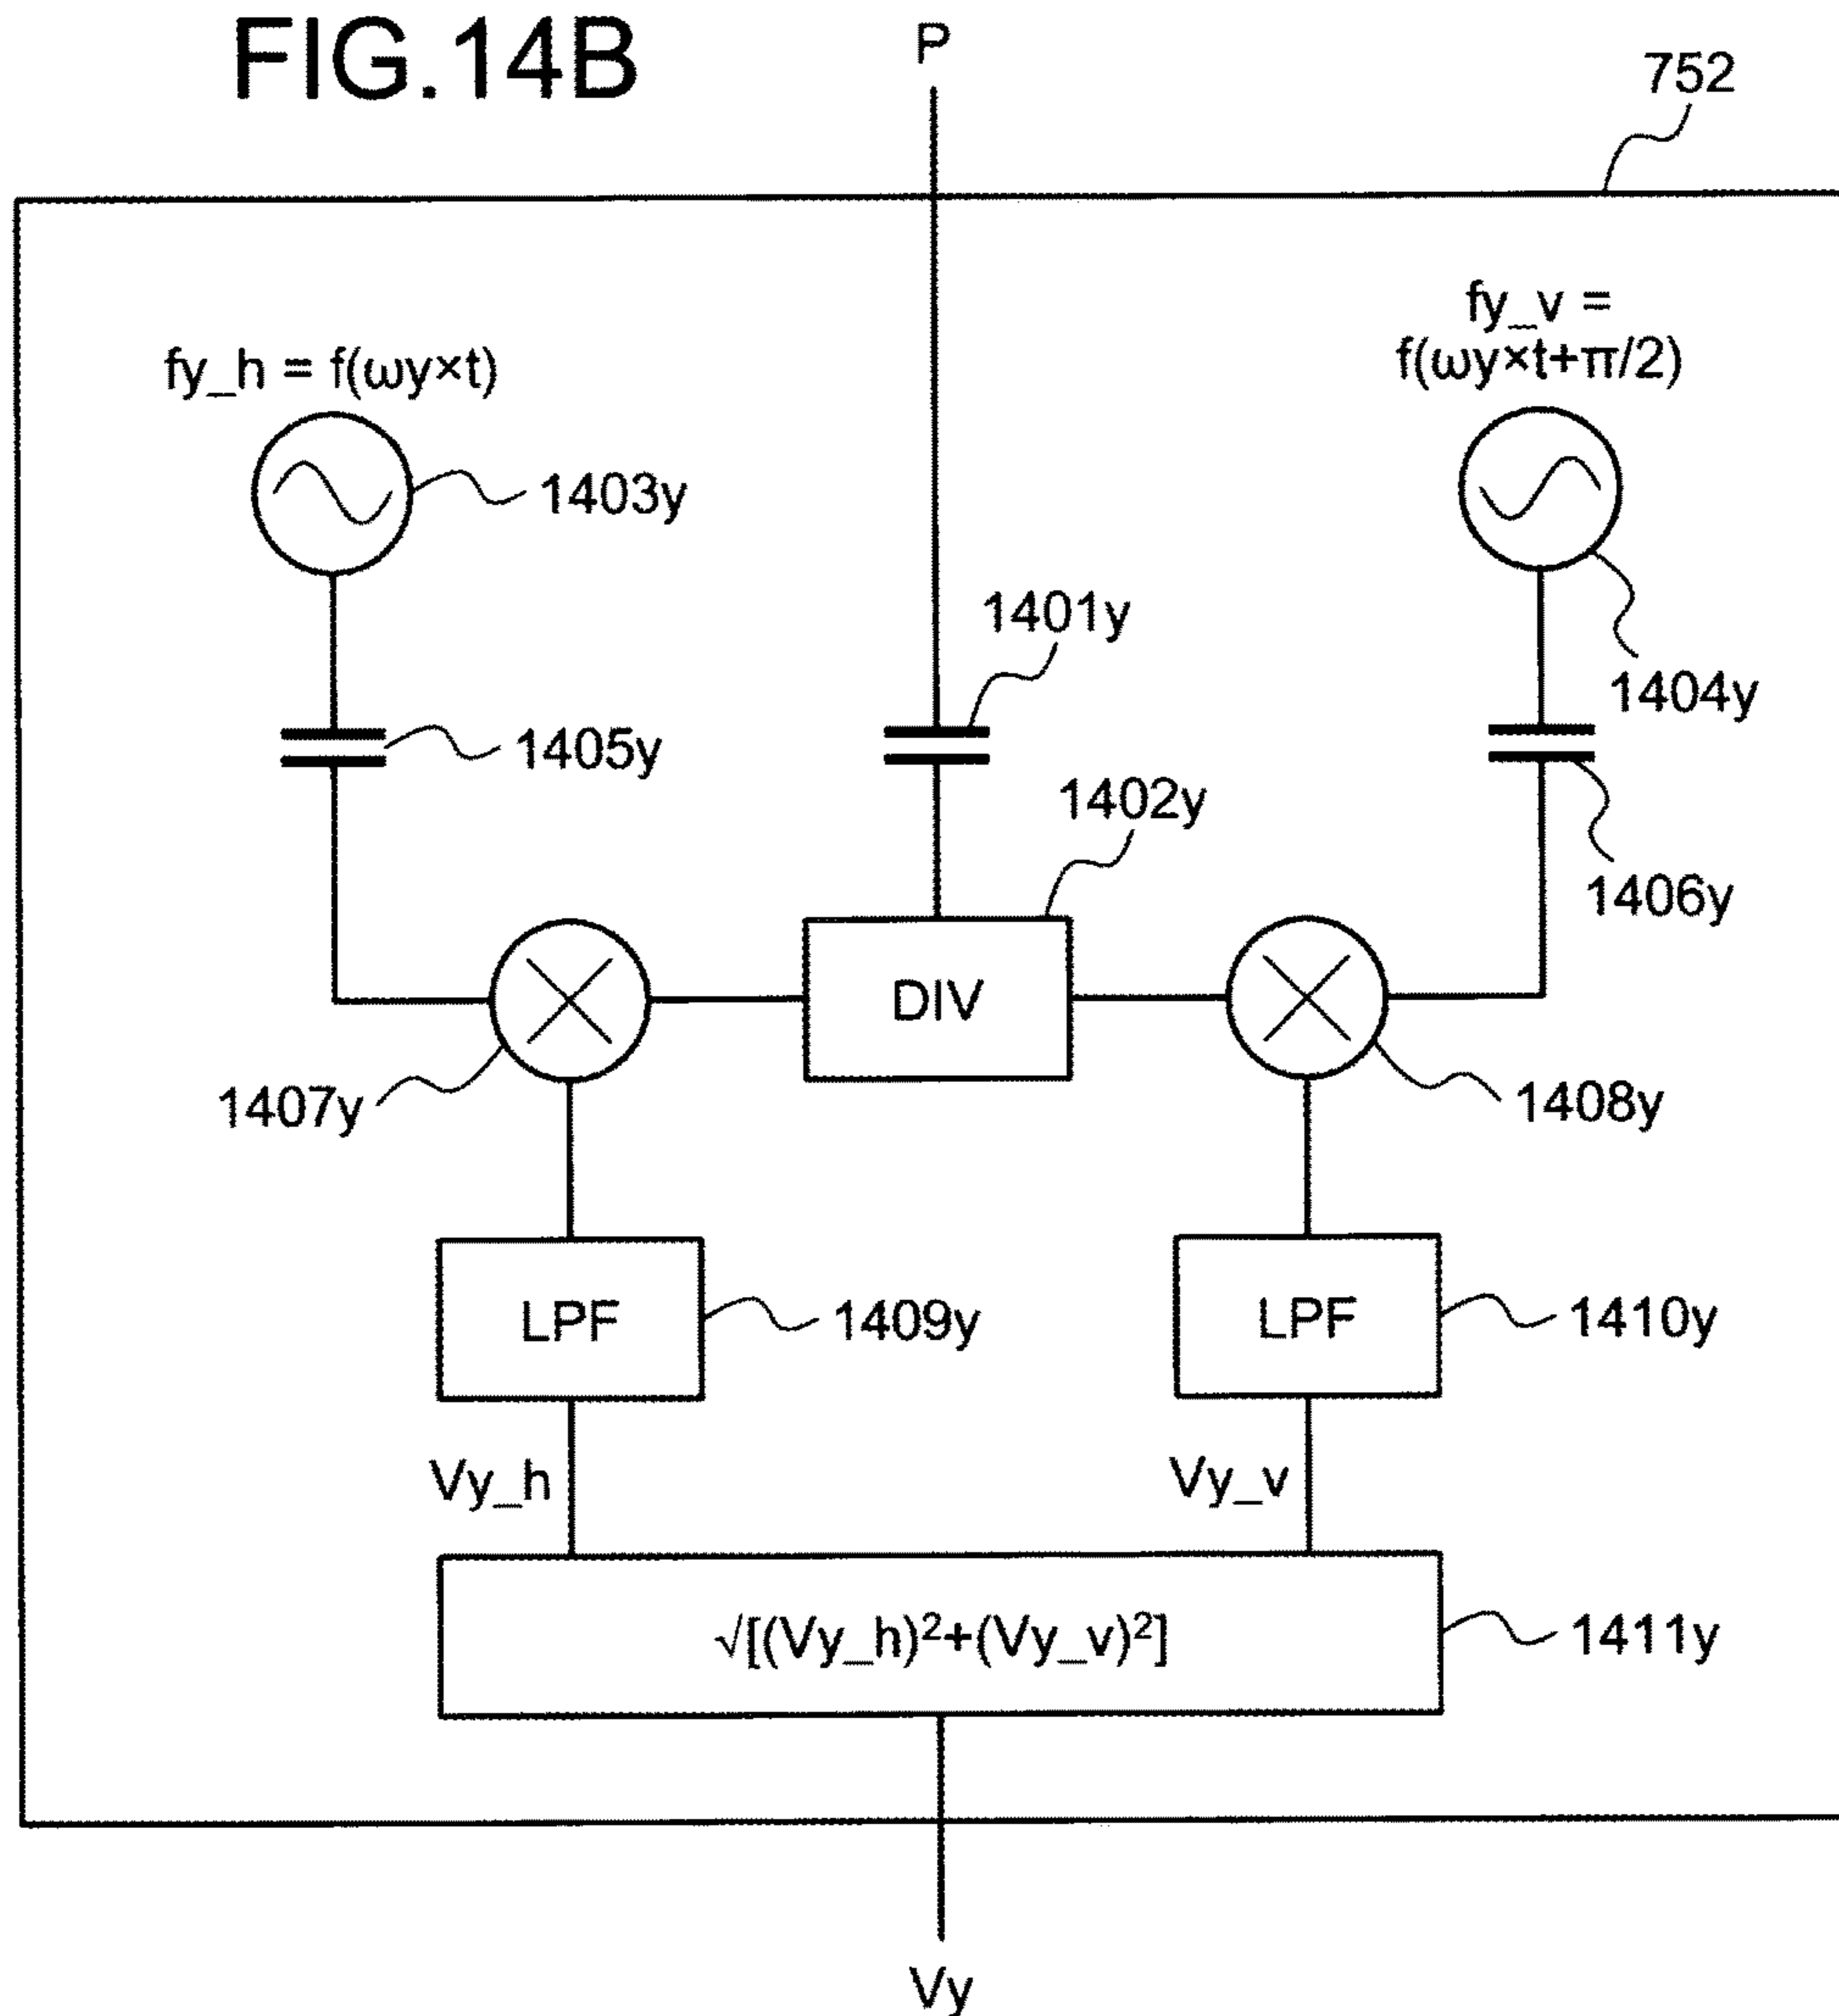 FIG.14B
P
752
fy_h = f(ωy×t)
fy_v =
f(ωy×t+π/2)
1403y
1404y
1401y
1405y
1402y
1406y
DIV
1407y
1408y
LPF
1409y
LPF
1410y
Vy_h
Vy_v
√[(Vy_h)²+(Vy_v)²]
1411y
Vy